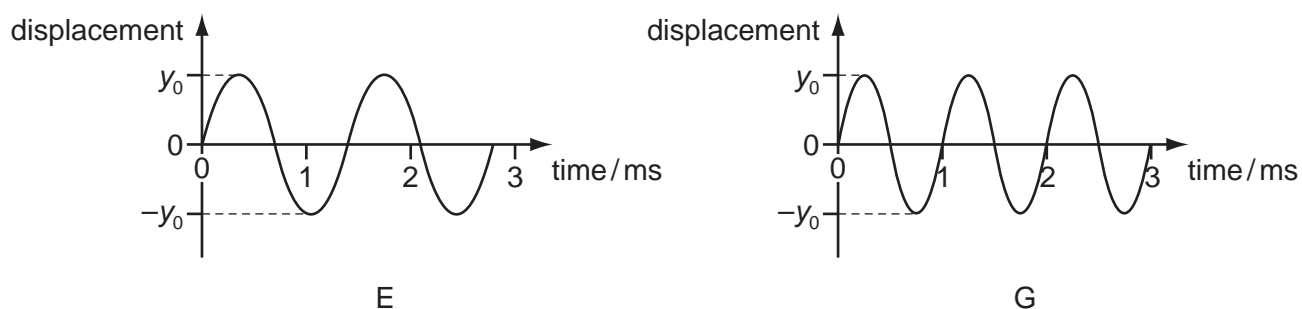 displacement
y₀
0
−y₀
0
1
2
3
time / ms
E
displacement
y₀
0
−y₀
0
1
2
3
time / ms
G